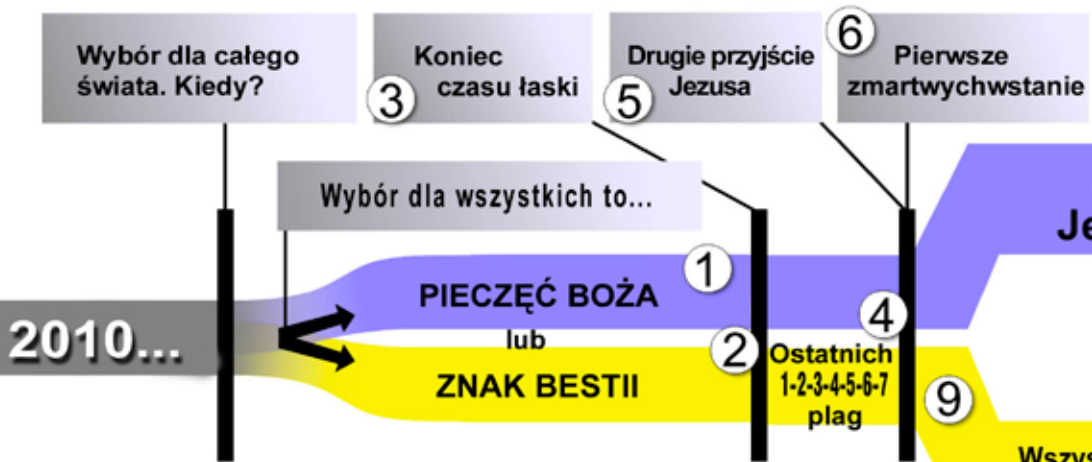 Wybór dla całego
świata. Kiedy?
3
Koniec
czasu łaski
5
Drugie przyjście
Jezusa
6
Pierwsze
zmartwychwstanie
Wybór dla wszystkich to...
2010...
PIECZĘĆ BOŻA
1
lub
ZNAK BESTII
2
Ostatnich
1-2-3-4-5-6-7
plag
4
9
Je
Wszys